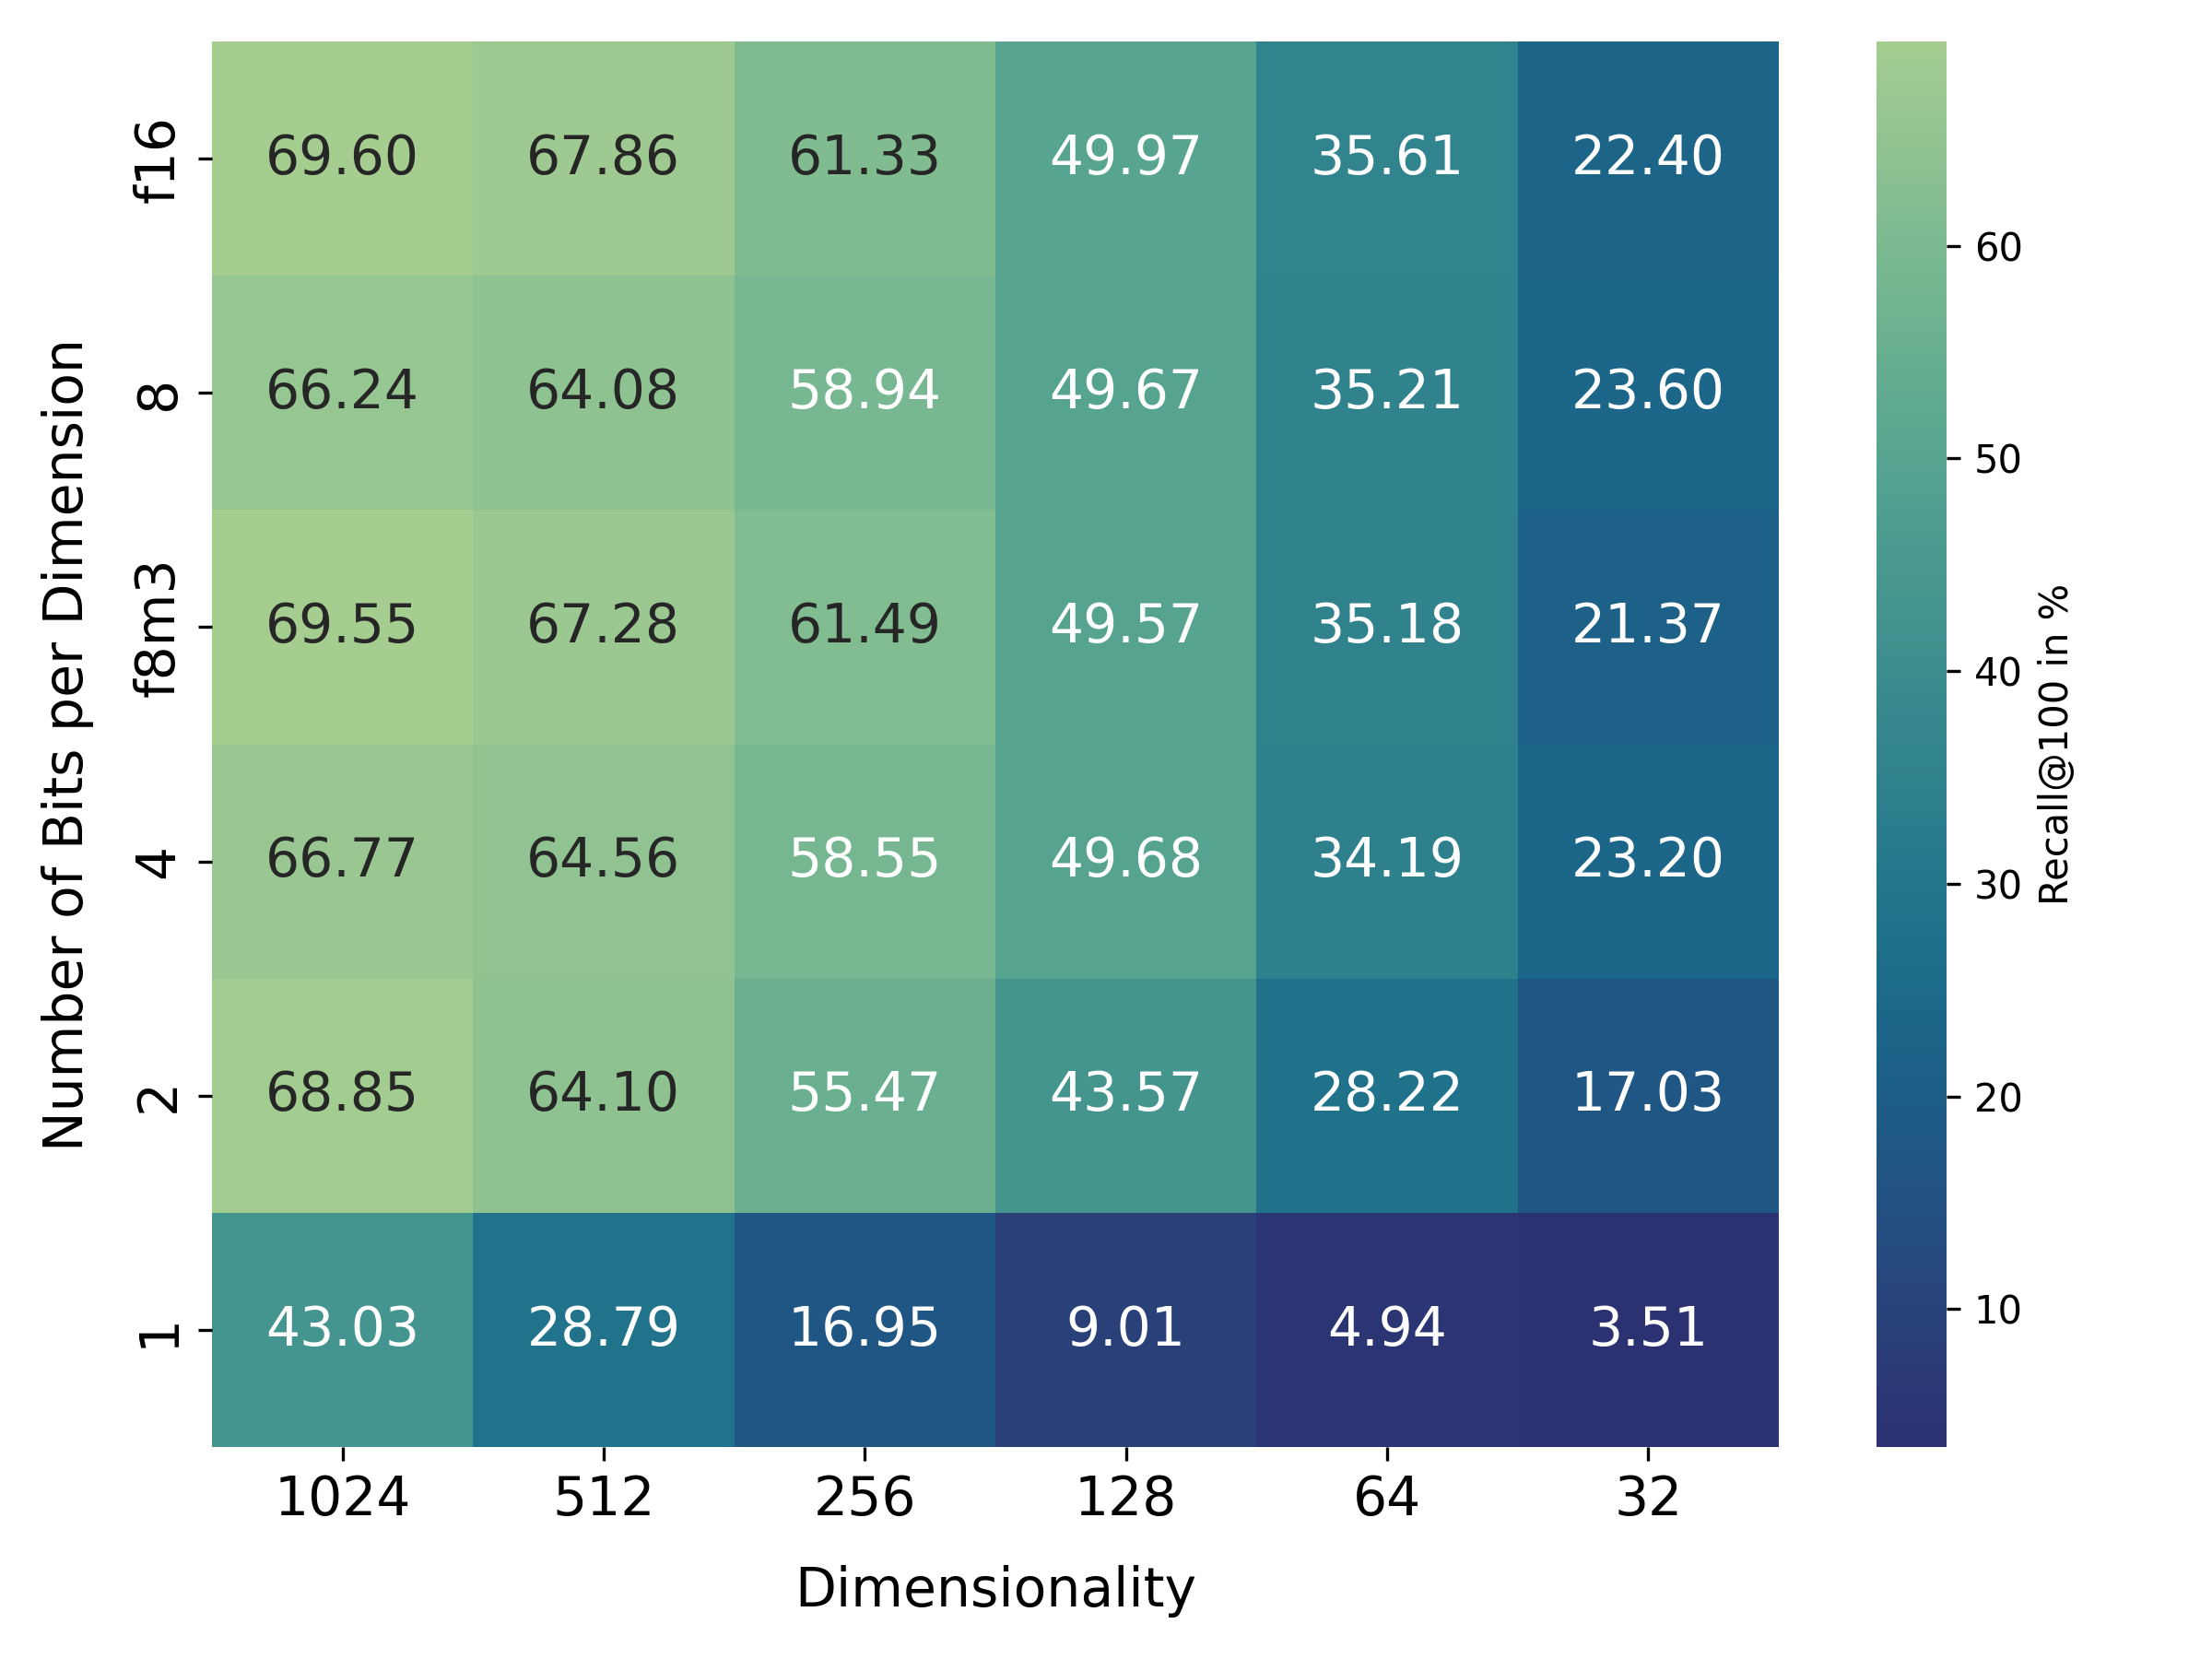 Number of Bits per Dimension
f16 69.60 67.86 61.33 49.97 35.61 22.40
8 66.24 64.08 58.94 49.67 35.21 23.60
f8m3 69.55 67.28 61.49 49.57 35.18 21.37
4 66.77 64.56 58.55 49.68 34.19 23.20
2 68.85 64.10 55.47 43.57 28.22 17.03
1 43.03 28.79 16.95 9.01 4.94 3.51
1024 512 256 128 64 32
Dimensionality
60
50
40
30
20
10
Recall@100 in %